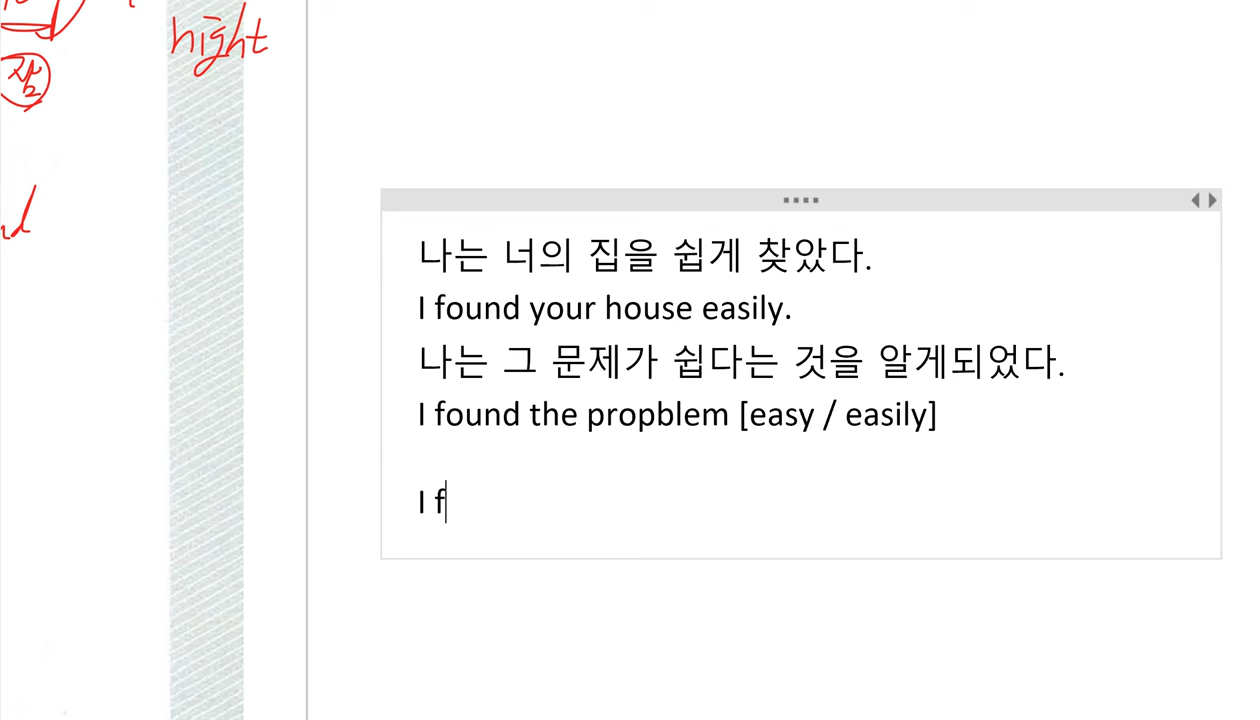 hight
잠
나는 너의 집을 쉽게 찾았다.
I found your house easily.
나는 그 문제가 쉽다는 것을 알게되었다.
I found the propblem [easy / easily]
I f